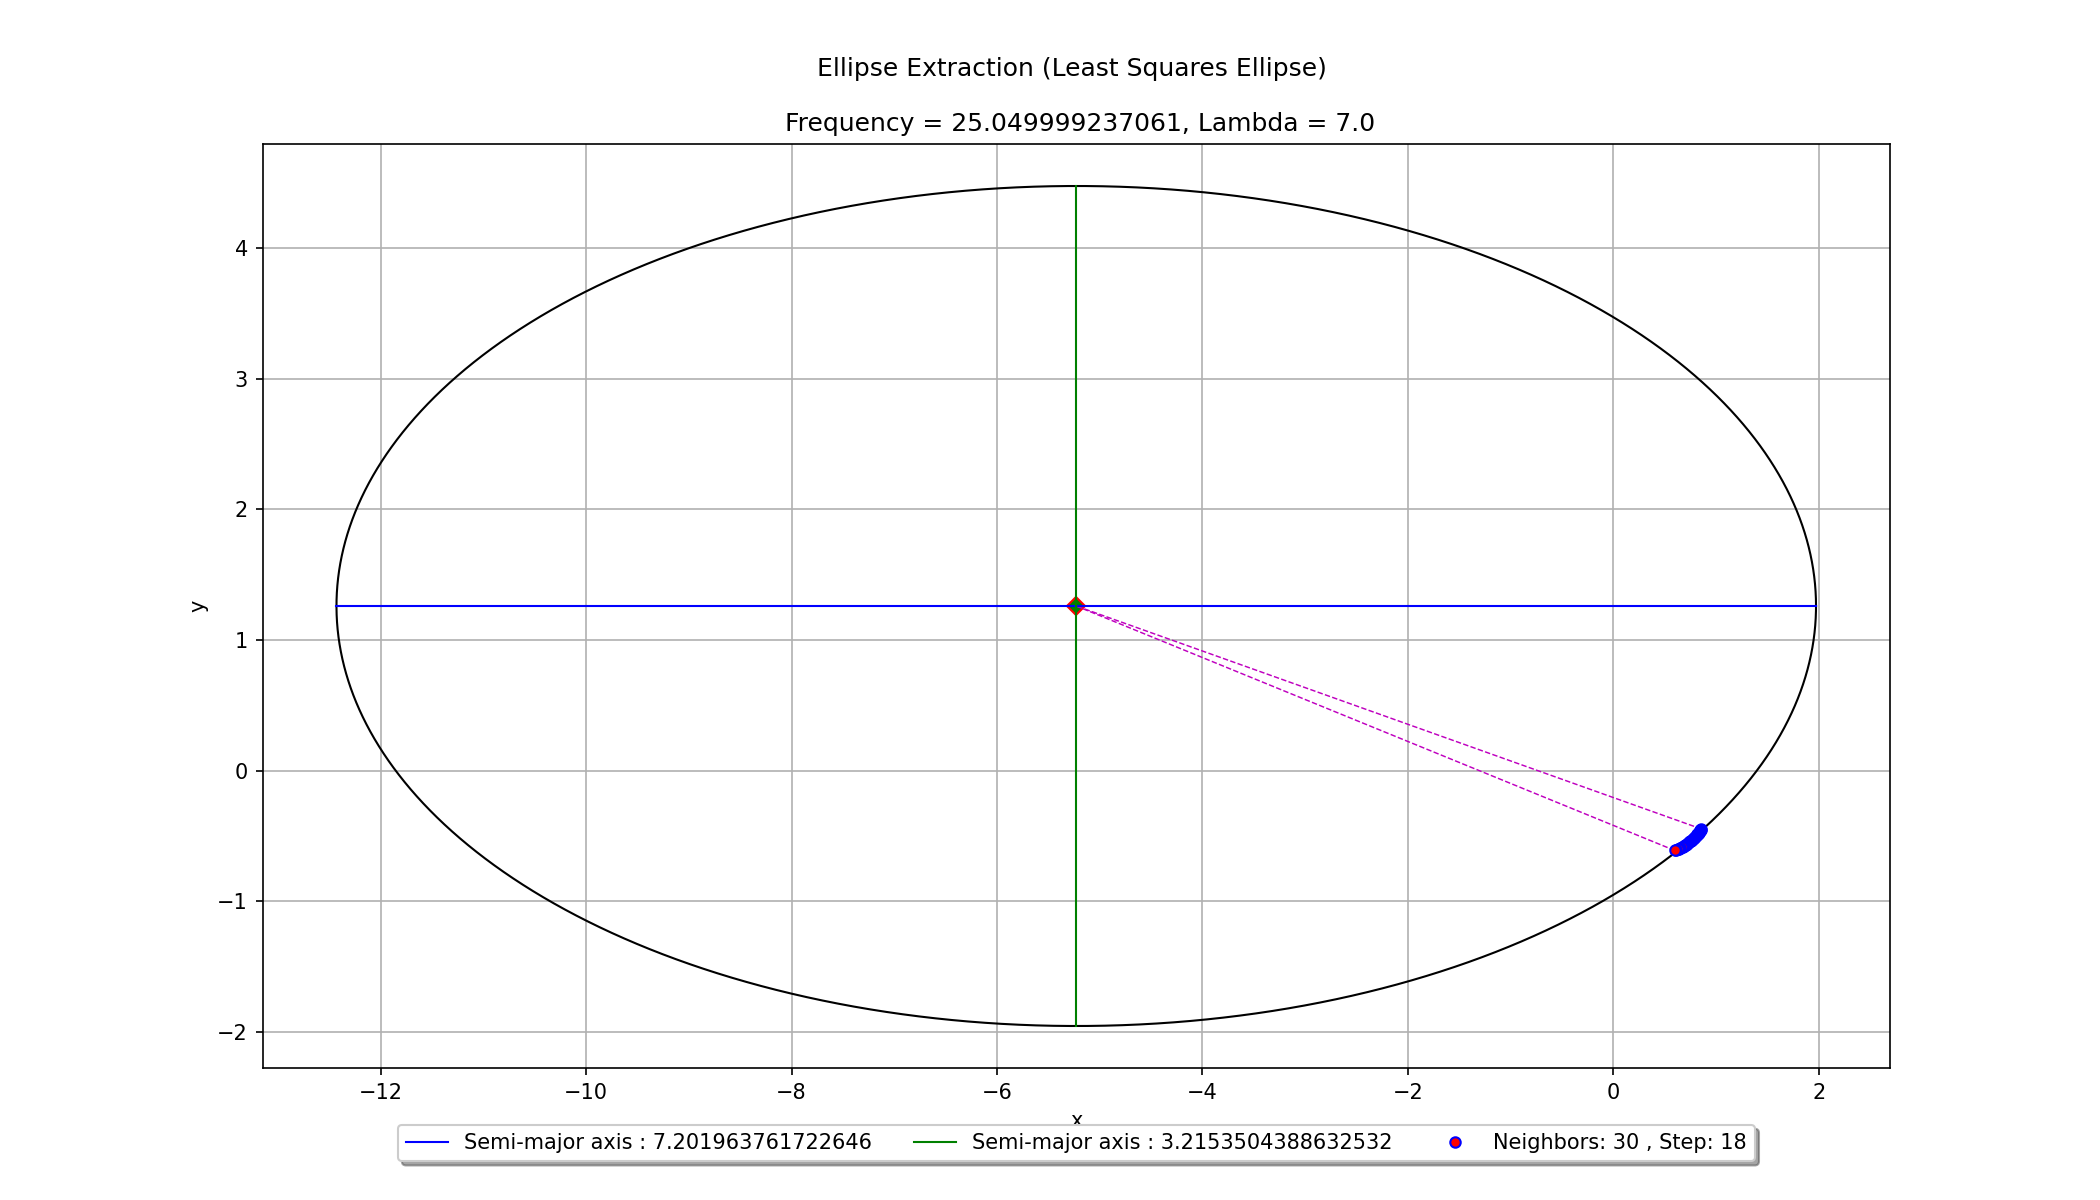 Ellipse Extraction (Least Squares Ellipse)
Frequency = 25.049999237061, Lambda = 7.0
4
3
2
1
0
−1
−2
y
−12 −10 −8 −6 −4 −2 0 2
x
Semi-major axis : 7.201963761722646 Semi-major axis : 3.2153504388632532 Neighbors: 30 , Step: 18